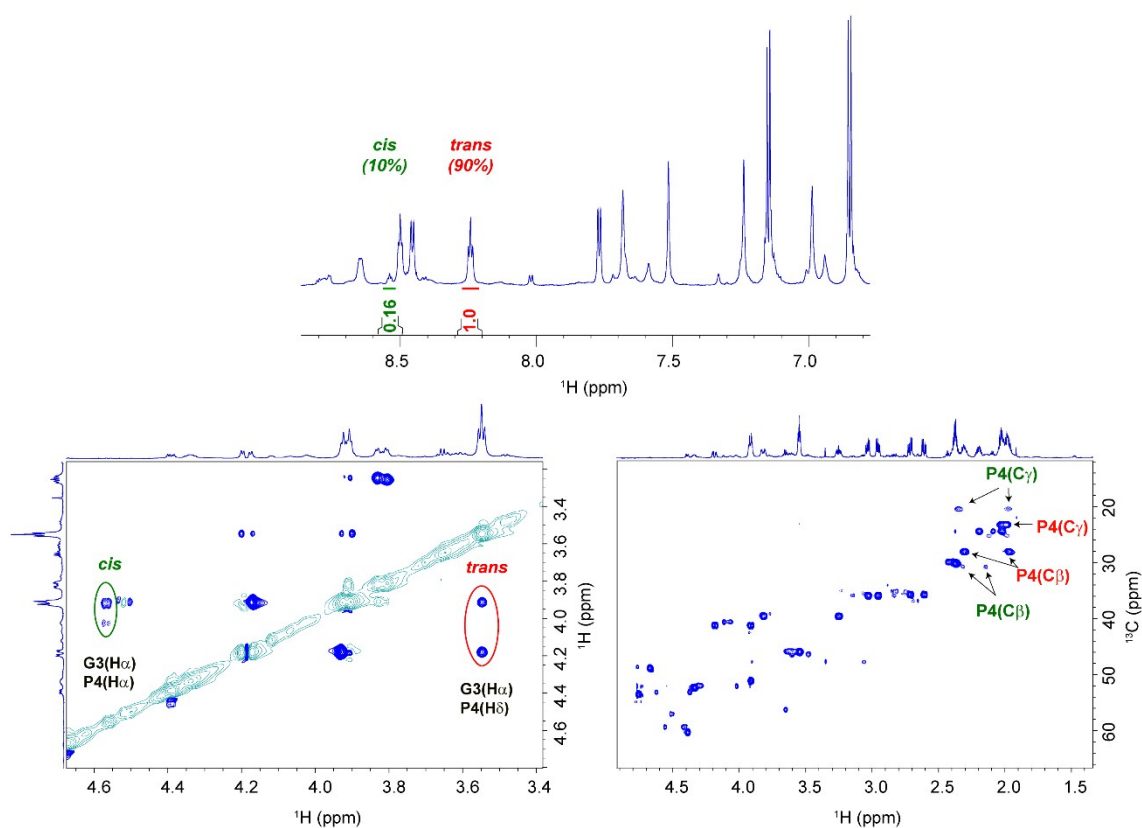 cis
(10%)
trans
(90%)
0.16
1.0
8.5
8.0
7.5
7.0
¹H (ppm)
cis
trans
G3(Hα)
P4(Hα)
G3(Hα)
P4(Hδ)
3.4
3.6
3.8
4.0
4.2
4.4
4.6
¹H (ppm)
4.6
4.4
4.2
4.0
3.8
3.6
3.4
¹H (ppm)
P4(Cγ)
P4(Cγ)
P4(Cβ)
P4(Cβ)
20
30
40
50
60
¹³C (ppm)
4.5
4.0
3.5
3.0
2.5
2.0
1.5
¹H (ppm)